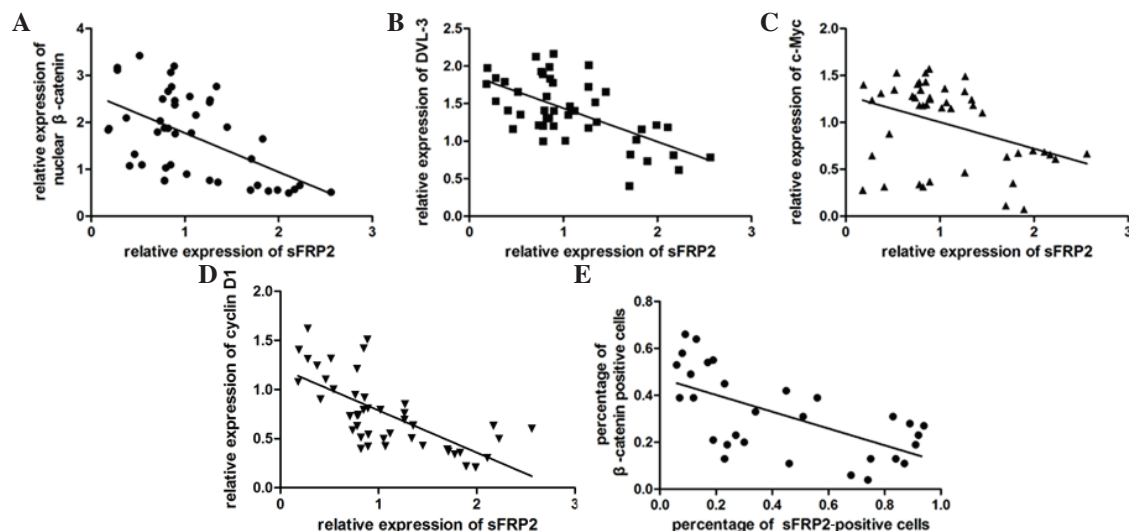 A
relative expression of
nuclear β-catenin
4
3
2
1
0
0 1 2 3
relative expression of sFRP2
B
relative expression of DVL-3
2.5
2.0
1.5
1.0
0.5
0.0
0 1 2 3
relative expression of sFRP2
C
relative expression of c-Myc
2.0
1.5
1.0
0.5
0.0
0 1 2 3
relative expression of sFRP2
D
relative expression of cyclin D1
2.0
1.5
1.0
0.5
0.0
0 1 2 3
relative expression of sFRP2
E
percentage of
β-catenin positive cells
0.8
0.6
0.4
0.2
0.0
0.0 0.2 0.4 0.6 0.8 1.0
percentage of sFRP2-positive cells